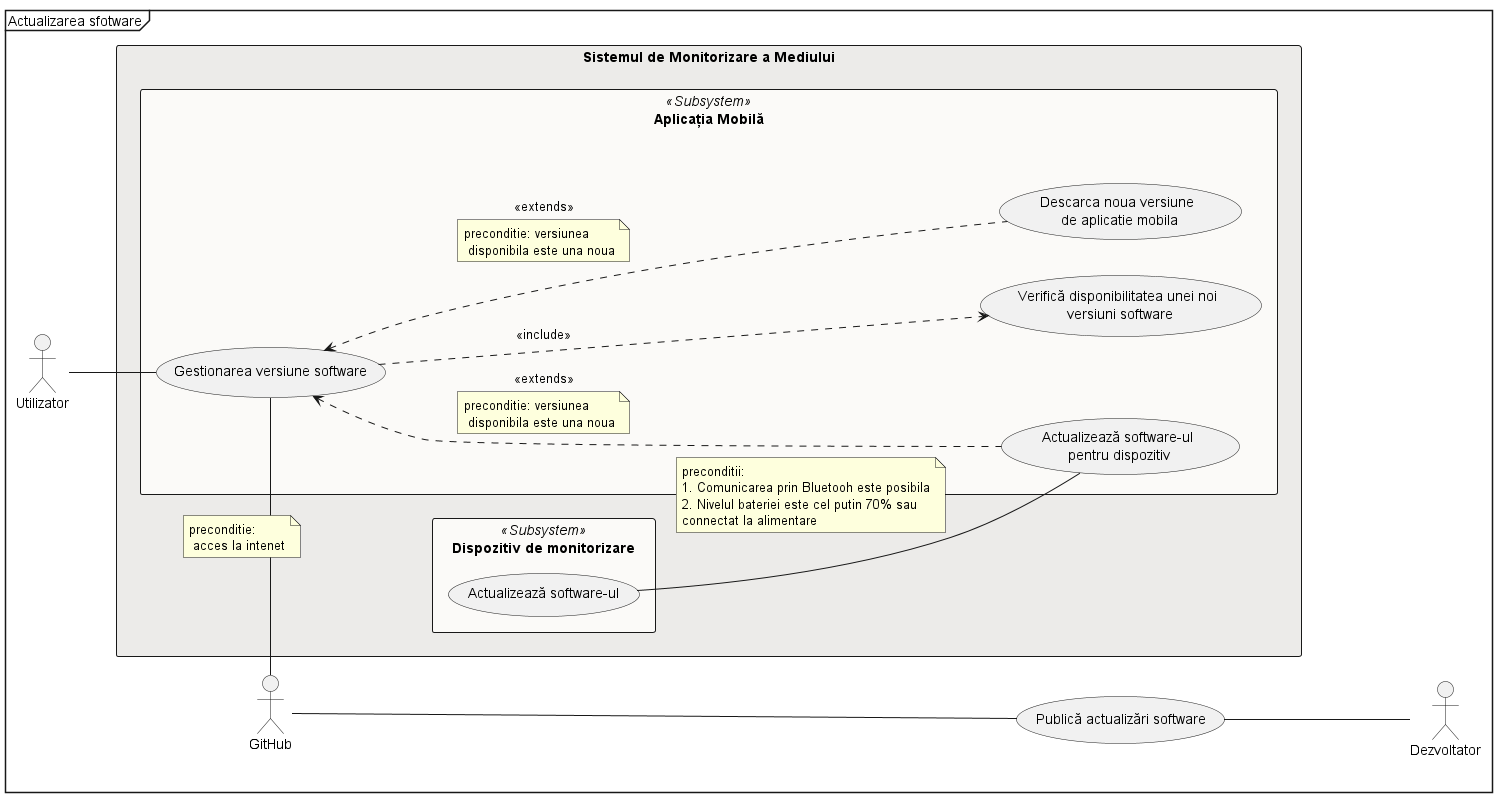 Actualizarea sfotware
Sistemul de Monitorizare a Mediului
«Subsystem»
Aplicația Mobilă
Descarca noua versiune
de aplicatie mobila
«extends»
preconditie: versiunea
disponibila este una noua
Verifică disponibilitatea unei noi
versiuni software
«include»
Gestionarea versiune software
Utilizator
«extends»
preconditie: versiunea
disponibila este una noua
Actualizează software-ul
pentru dispozitiv
preconditii:
1. Comunicarea prin Bluetooh este posibila
2. Nivelul bateriei este cel putin 70% sau
connectat la alimentare
preconditie:
acces la intenet
«Subsystem»
Dispozitiv de monitorizare
Actualizează software-ul
GitHub
Publică actualizări software
Dezvoltator